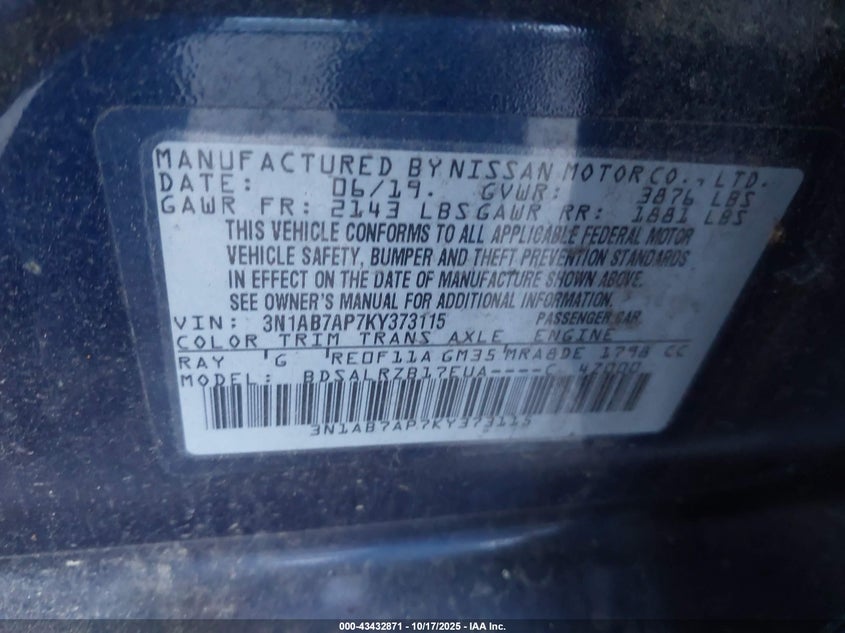 MANUFACTURED BY NISSAN MOTOR CO., LTD.
DATE: 06/19. GVWR: 3876 LBS
GAWR FR: 2143 LBS GAWR RR: 1881 LBS
THIS VEHICLE CONFORMS TO ALL APPLICABLE FEDERAL MOTOR
VEHICLE SAFETY, BUMPER AND THEFT PREVENTION STANDARDS
IN EFFECT ON THE DATE OF MANUFACTURE SHOWN ABOVE.
SEE OWNER'S MANUAL FOR ADDITIONAL INFORMATION.
VIN: 3N1AB7AP7KY373115 PASSENGER CAR
COLOR TRIM TRANS AXLE ENGINE
RAY G RE0F11A GM35 MRA8DE 1798 CC
MODEL: BDSALRZB17EUA----C 4Z000
3N1AB7AP7KY373115
000-43432871 | 10/17/2025 - IAA Inc.